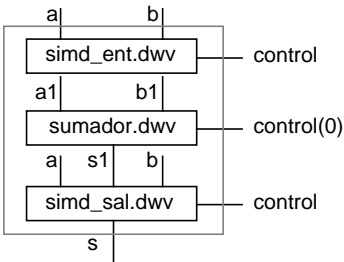 a b
simd_ent.dwv control
a1 b1
sumador.dwv control(0)
a s1 b
simd_sal.dwv control
s